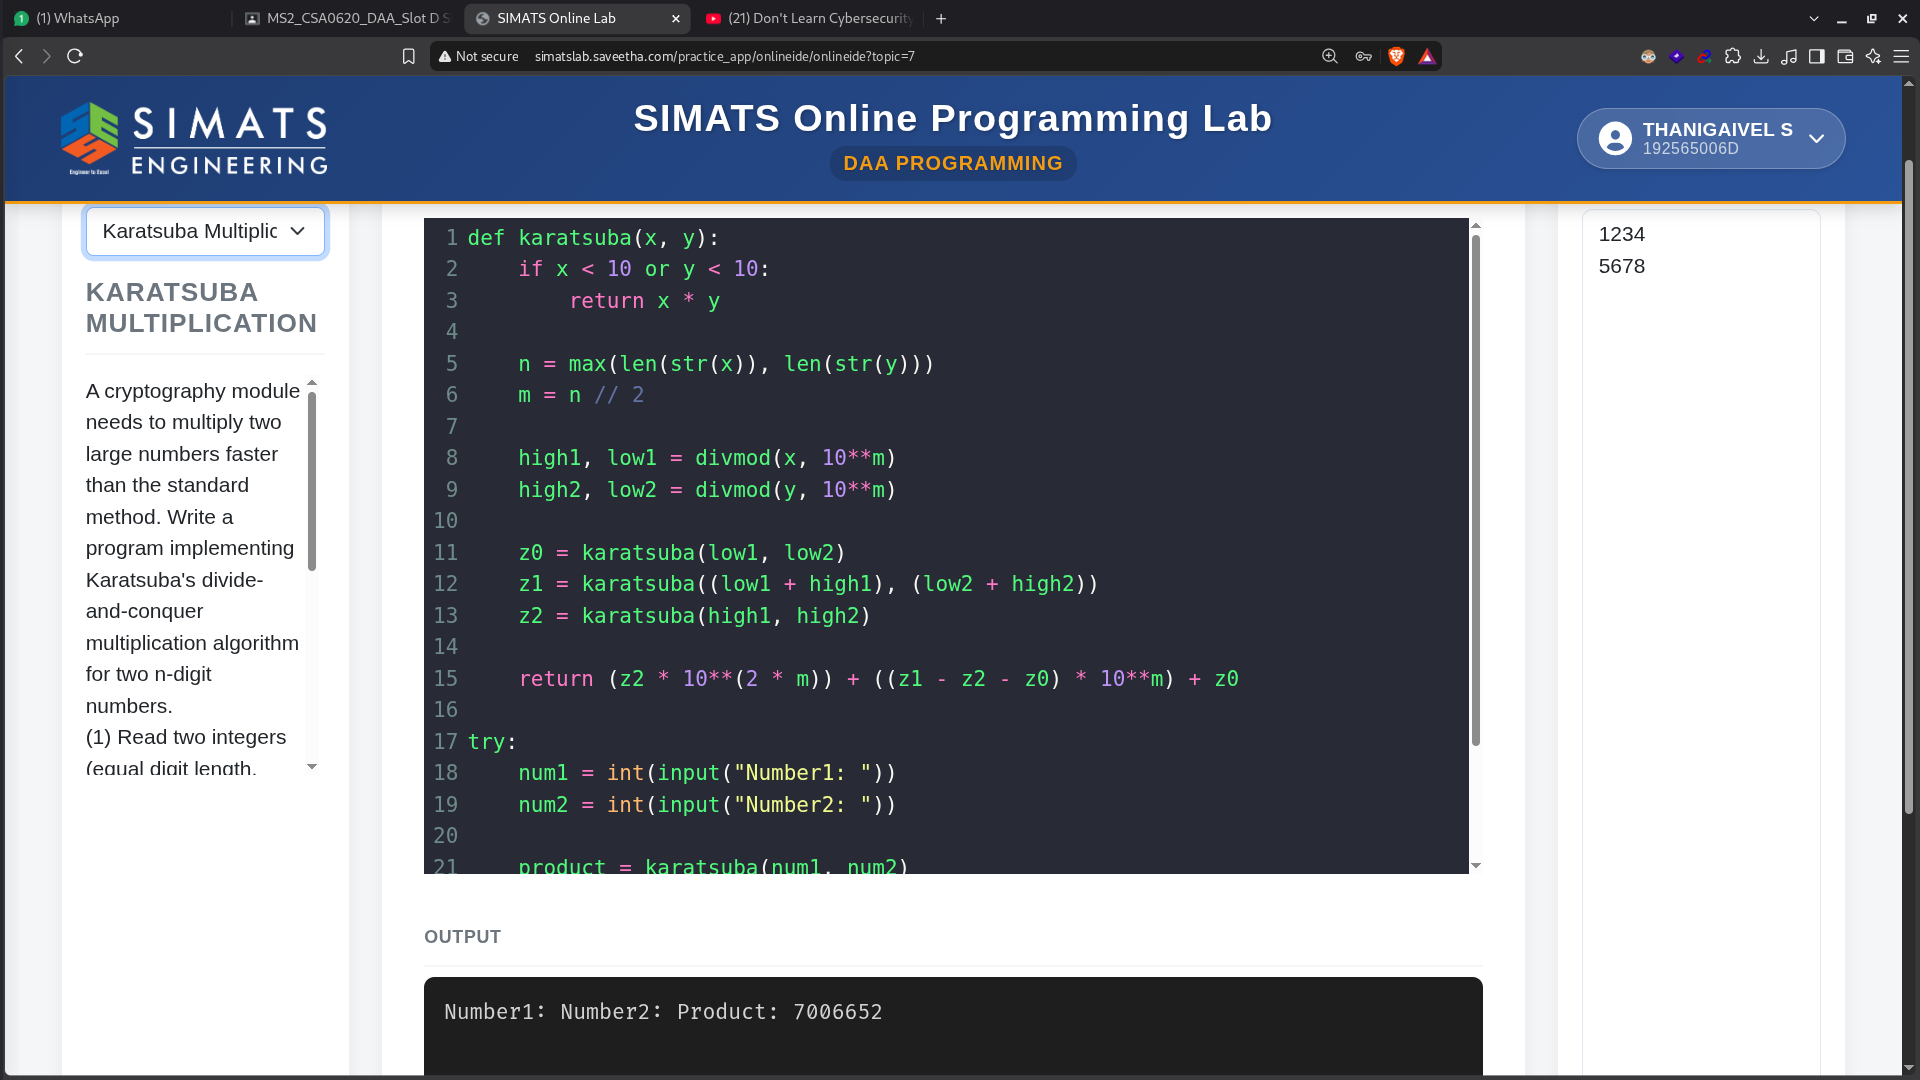 (1) WhatsApp
MS2_CSA0620_DAA_Slot D S
SIMATS Online Lab
(21) Don't Learn Cybersecurity
Not secure simatslab.saveetha.com/practice_app/onlineide/onlineide?topic=7
SIMATS
ENGINEERING
Engineer to Excel
SIMATS Online Programming Lab
DAA PROGRAMMING
THANIGAIVEL S
192565006D
Karatsuba Multiplic
KARATSUBA
MULTIPLICATION
A cryptography module
needs to multiply two
large numbers faster
than the standard
method. Write a
program implementing
Karatsuba's divide-
and-conquer
multiplication algorithm
for two n-digit
numbers.
(1) Read two integers
(equal digit length,
1 def karatsuba(x, y):
2     if x < 10 or y < 10:
3         return x * y
4
5     n = max(len(str(x)), len(str(y)))
6     m = n // 2
7
8     high1, low1 = divmod(x, 10**m)
9     high2, low2 = divmod(y, 10**m)
10
11     z0 = karatsuba(low1, low2)
12     z1 = karatsuba((low1 + high1), (low2 + high2))
13     z2 = karatsuba(high1, high2)
14
15     return (z2 * 10**(2 * m)) + ((z1 - z2 - z0) * 10**m) + z0
16
17 try:
18     num1 = int(input("Number1: "))
19     num2 = int(input("Number2: "))
20
21     product = karatsuba(num1, num2)
OUTPUT
Number1: Number2: Product: 7006652
1234
5678